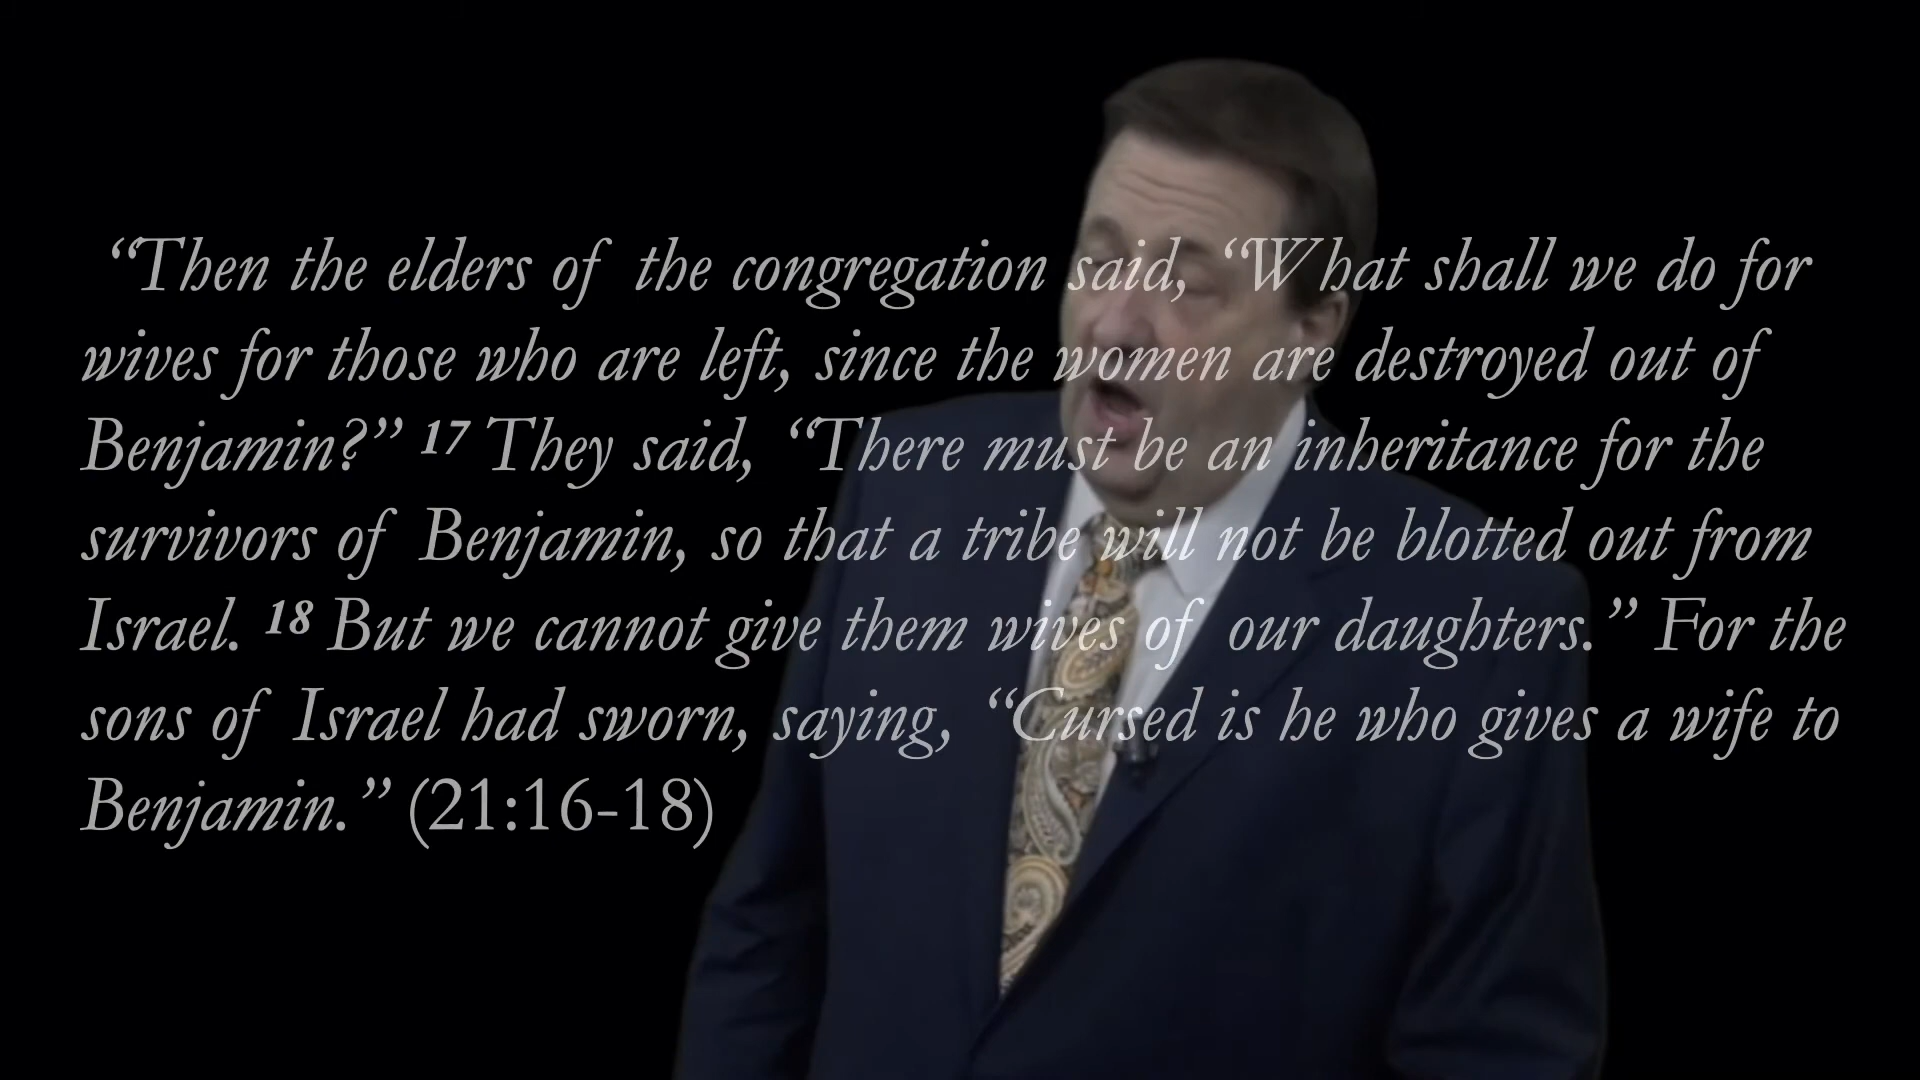 “Then the elders of the congregation said, “What shall we do for
wives for those who are left, since the women are destroyed out of
Benjamin?” 17 They said, “There must be an inheritance for the
survivors of Benjamin, so that a tribe will not be blotted out from
Israel. 18 But we cannot give them wives of our daughters.” For the
sons of Israel had sworn, saying, “Cursed is he who gives a wife to
Benjamin.” (21:16-18)